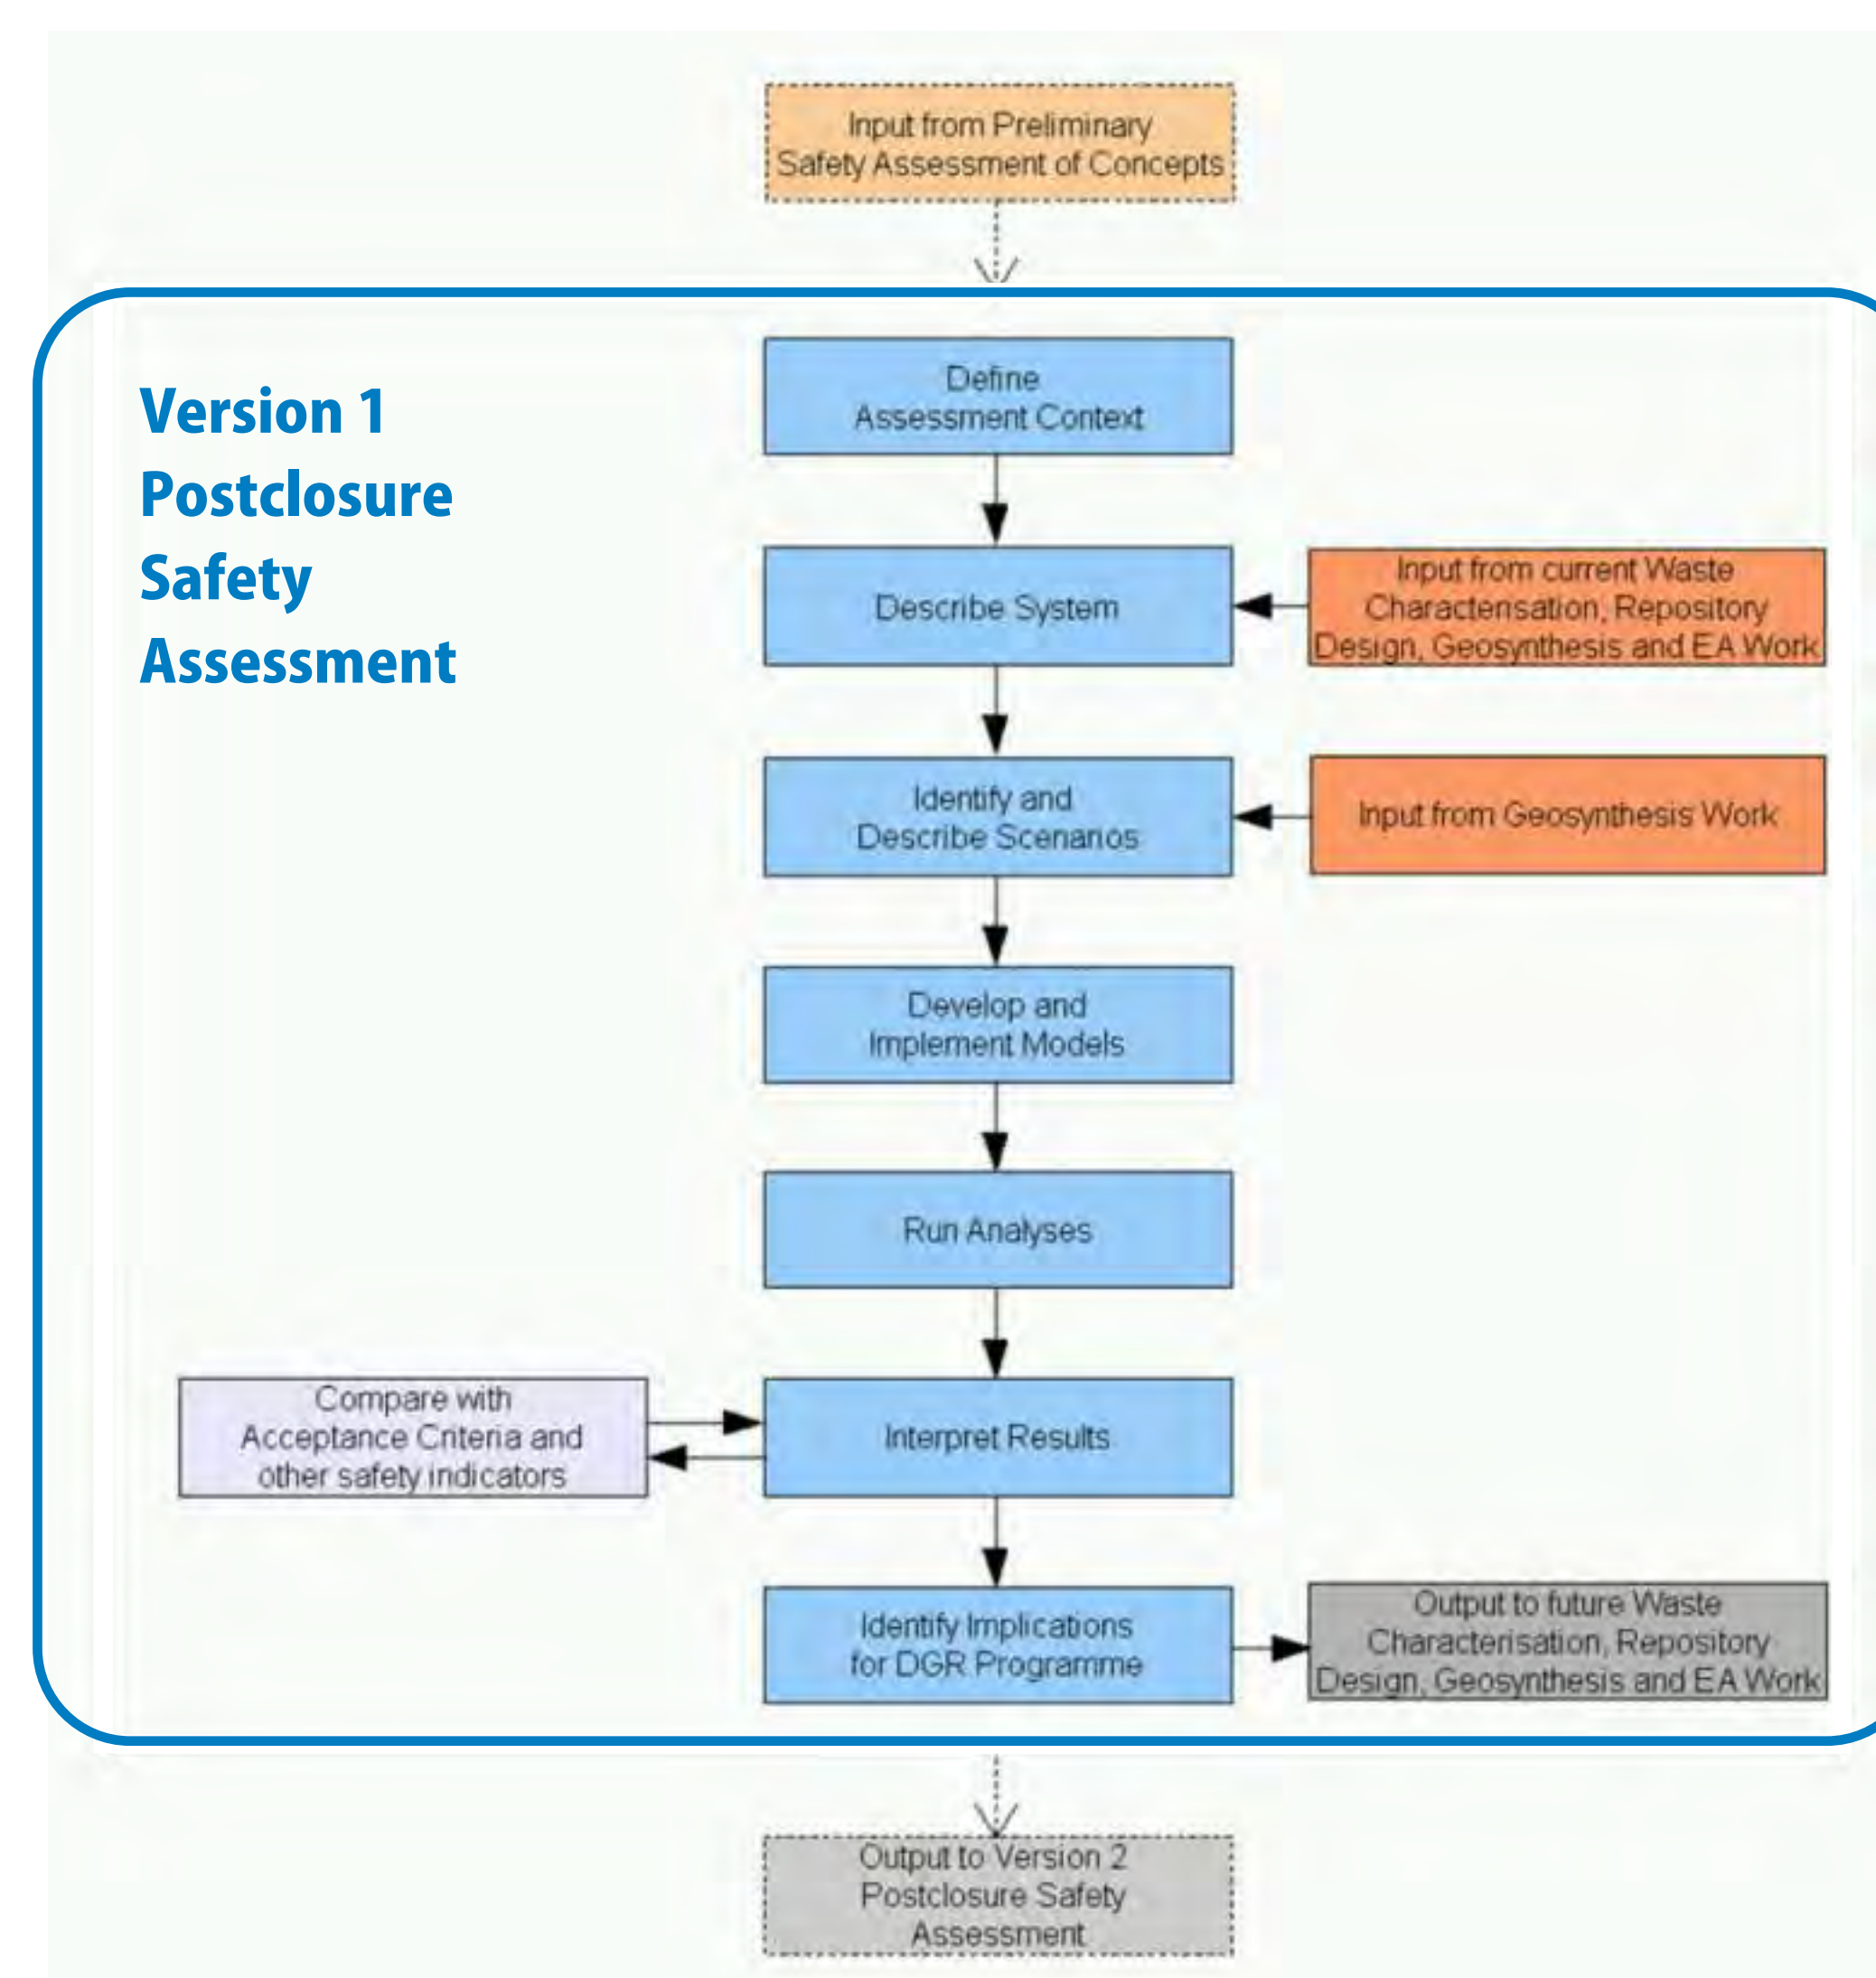 Input from Preliminary
Safety Assessment of Concepts
Version 1
Postclosure
Safety
Assessment
Define
Assessment Context
Describe System
Input from current Waste
Characterisation, Repository
Design, Geosynthesis and EA Work
Identify and
Describe Scenarios
Input from Geosynthesis Work
Develop and
Implement Models
Run Analyses
Compare with
Acceptance Criteria and
other safety indicators
Interpret Results
Identify Implications
for DGR Programme
Output to future Waste
Characterisation, Repository
Design, Geosynthesis and EA Work
Output to Version 2
Postclosure Safety
Assessment